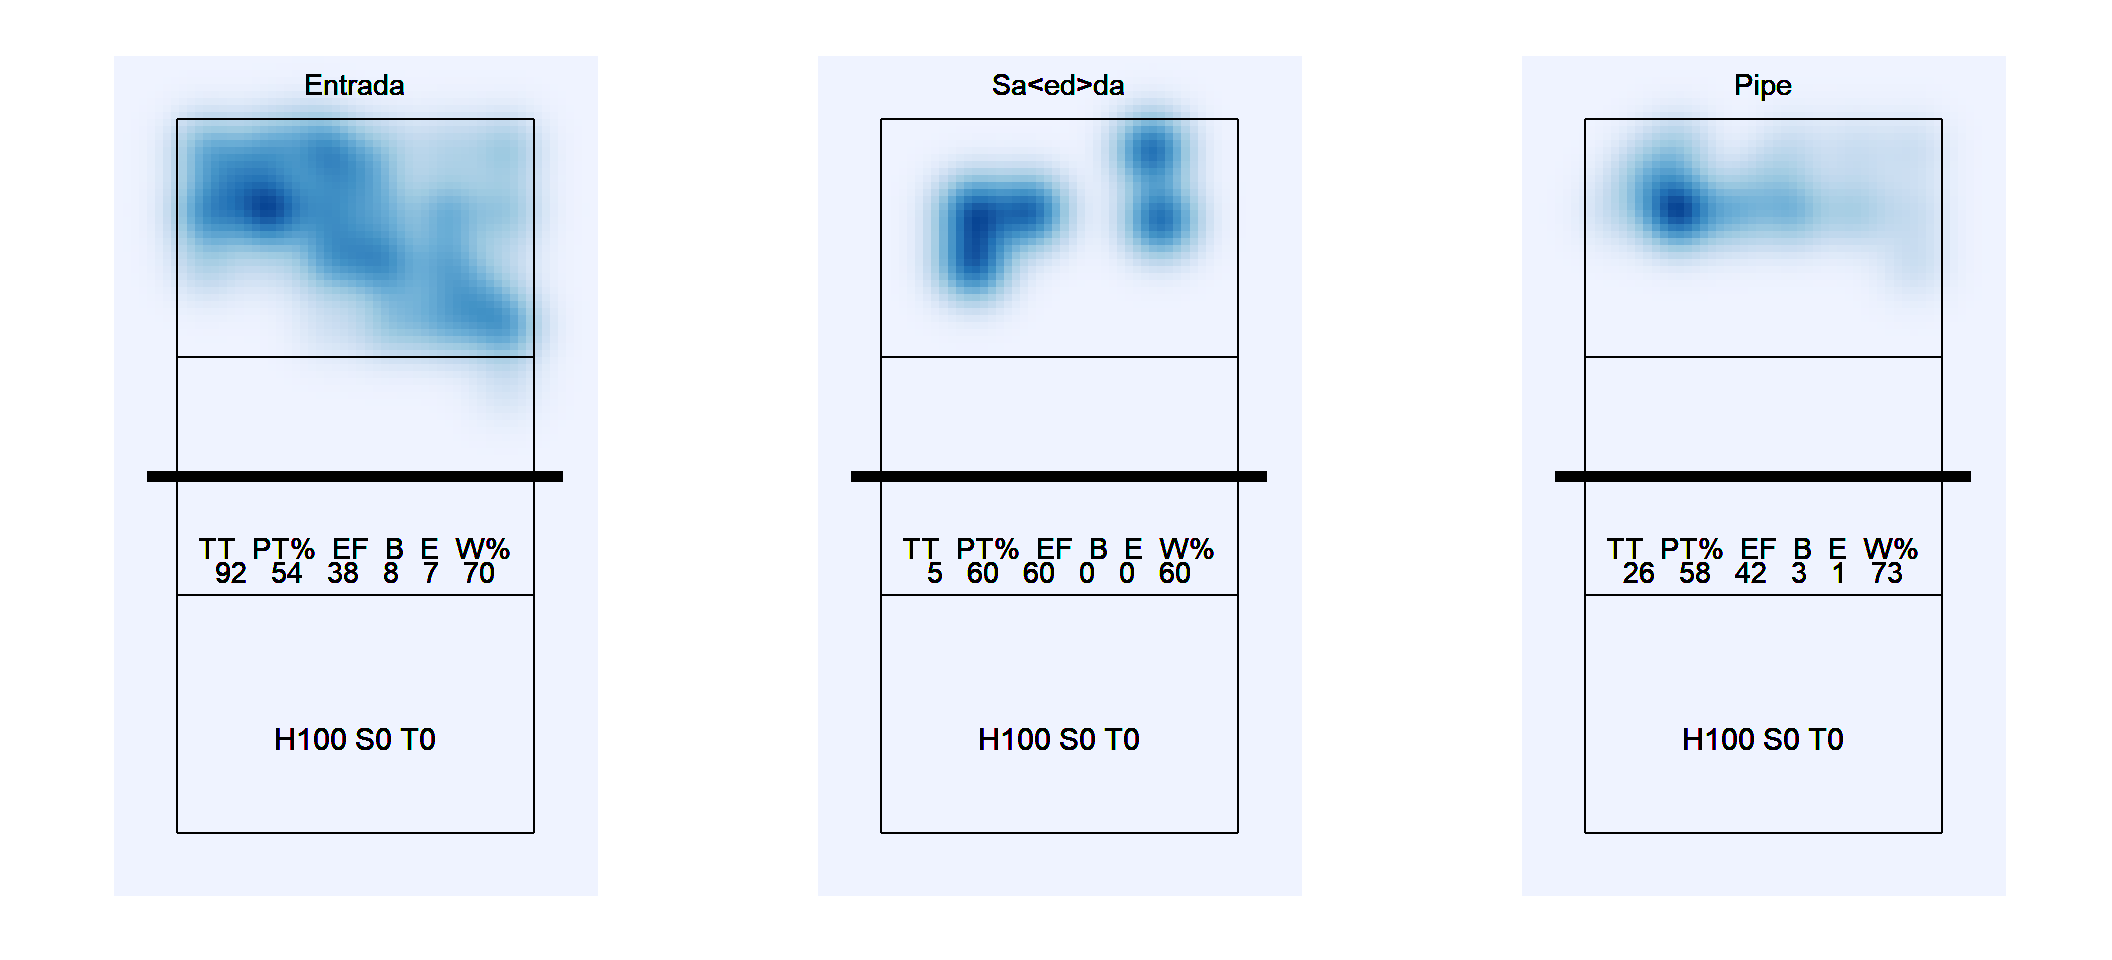 Entrada
TT PT% EF B E W%
92 54 38 8 7 70
H100 S0 T0
Sa<ed>da
TT PT% EF B E W%
5 60 60 0 0 60
H100 S0 T0
Pipe
TT PT% EF B E W%
26 58 42 3 1 73
H100 S0 T0